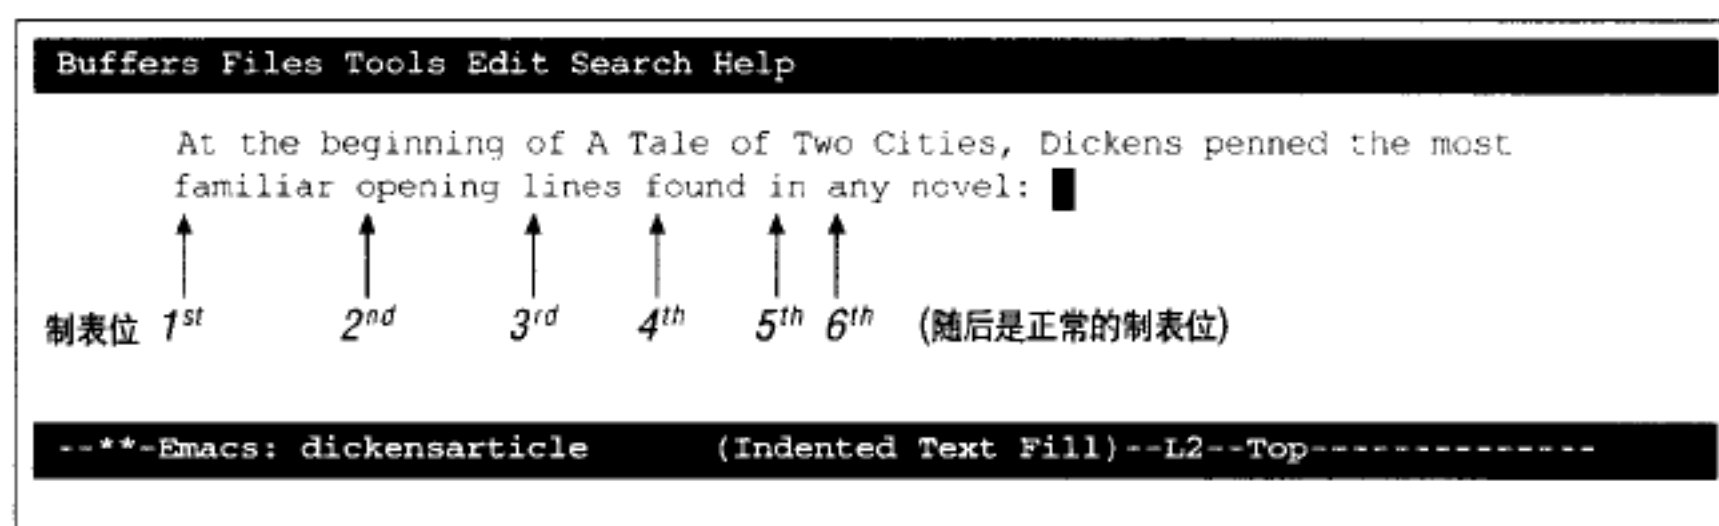 Buffers Files Tools Edit Search Help
At the beginning of A Tale of Two Cities, Dickens penned the most
familiar opening lines found in any novel:
制表位 1st 2nd 3rd 4th 5th 6th (随后是正常的制表位)
--**-Emacs: dickensarticle (Indented Text Fill)--L2--Top--------------